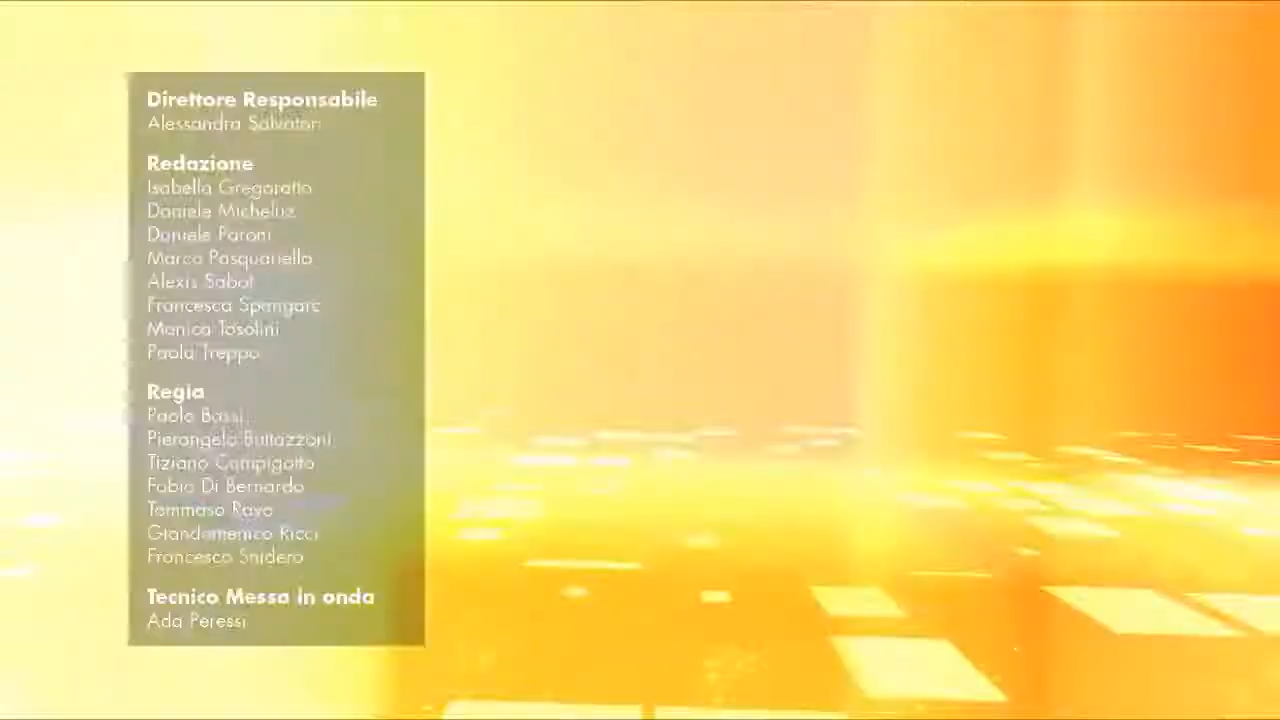 Direttore Responsabile
Alessandra Salvatori
Redazione
Isabella Gregoratto
Daniele Micheluz
Daniele Paroni
Marco Pasquariello
Alexis Sabot
Francesca Spangaro
Monica Tosolini
Paola Treppo
Regia
Paolo Bassi
Pierangelo Buttazzoni
Tiziano Campigotto
Fabio Di Bernardo
Tommaso Ravo
Giandomenico Ricci
Francesco Snidero
Tecnico Messa in onda
Ada Peressi